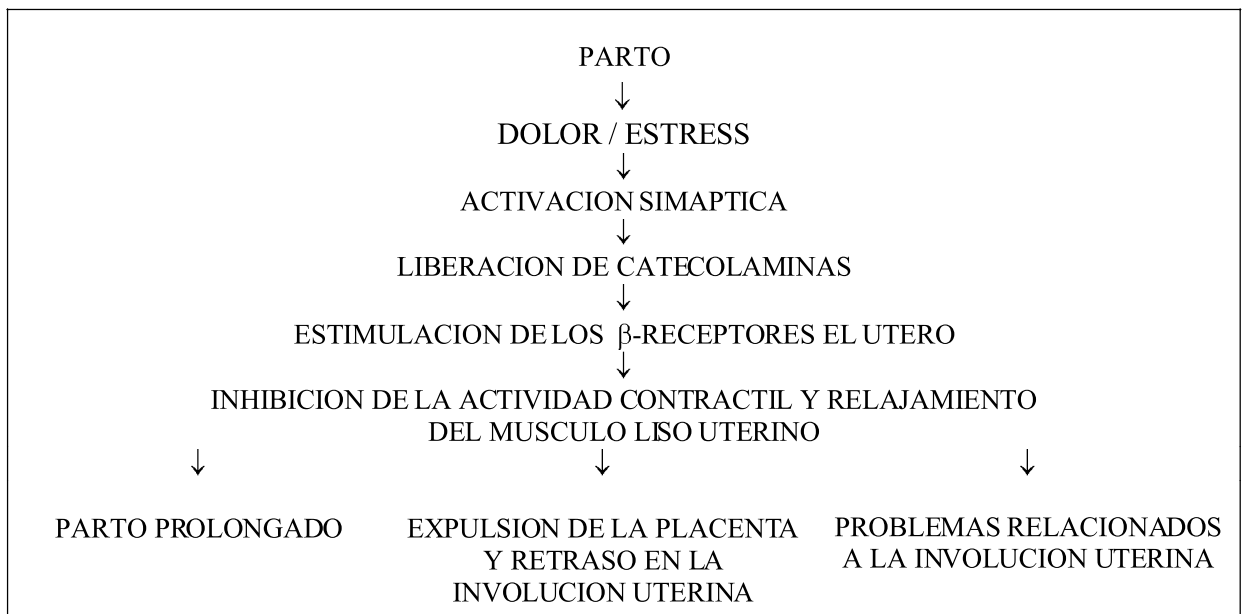 PARTO
↓
DOLOR / ESTRESS
↓
ACTIVACION SIMAPTICA
↓
LIBERACION DE CATECOLAMINAS
↓
ESTIMULACION DE LOS β-RECEPTORES EL UTERO
↓
INHIBICION DE LA ACTIVIDAD CONTRACTIL Y RELAJAMIENTO
DEL MUSCULO LISO UTERINO
↓ ↓ ↓
PARTO PROLONGADO
EXPULSION DE LA PLACENTA
Y RETRASO EN LA
INVOLUCION UTERINA
PROBLEMAS RELACIONADOS
A LA INVOLUCION UTERINA